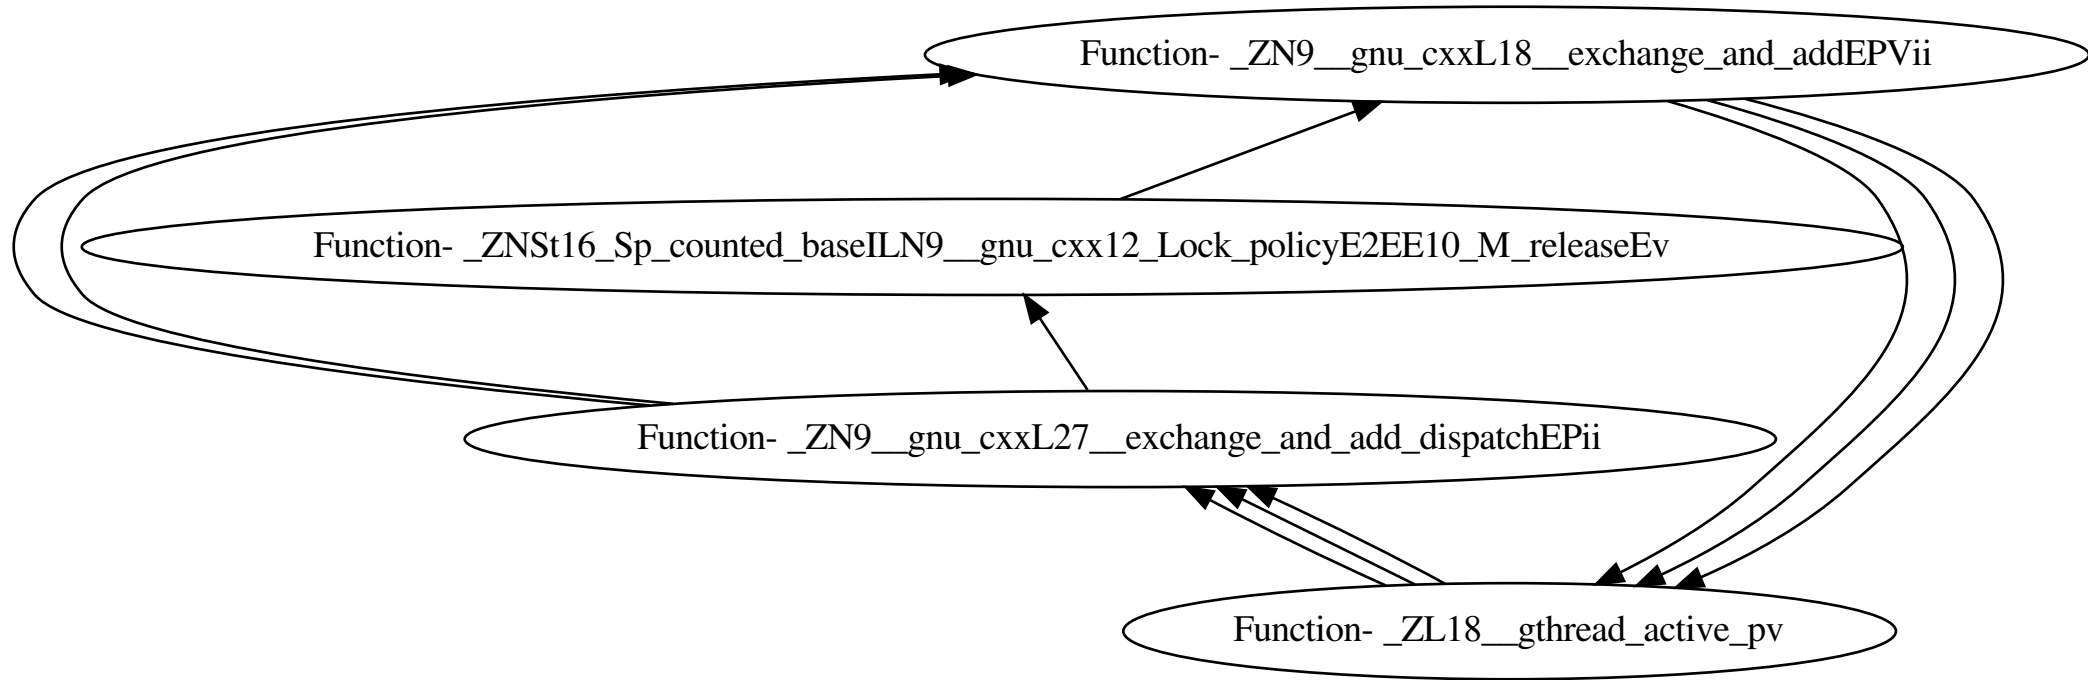 Function- _ZN9__gnu_cxxL18__exchange_and_addEPVii
Function- _ZNSt16_Sp_counted_baseILN9__gnu_cxx12_Lock_policyE2EE10_M_releaseEv
Function- _ZN9__gnu_cxxL27__exchange_and_add_dispatchEPii
Function- _ZL18__gthread_active_pv